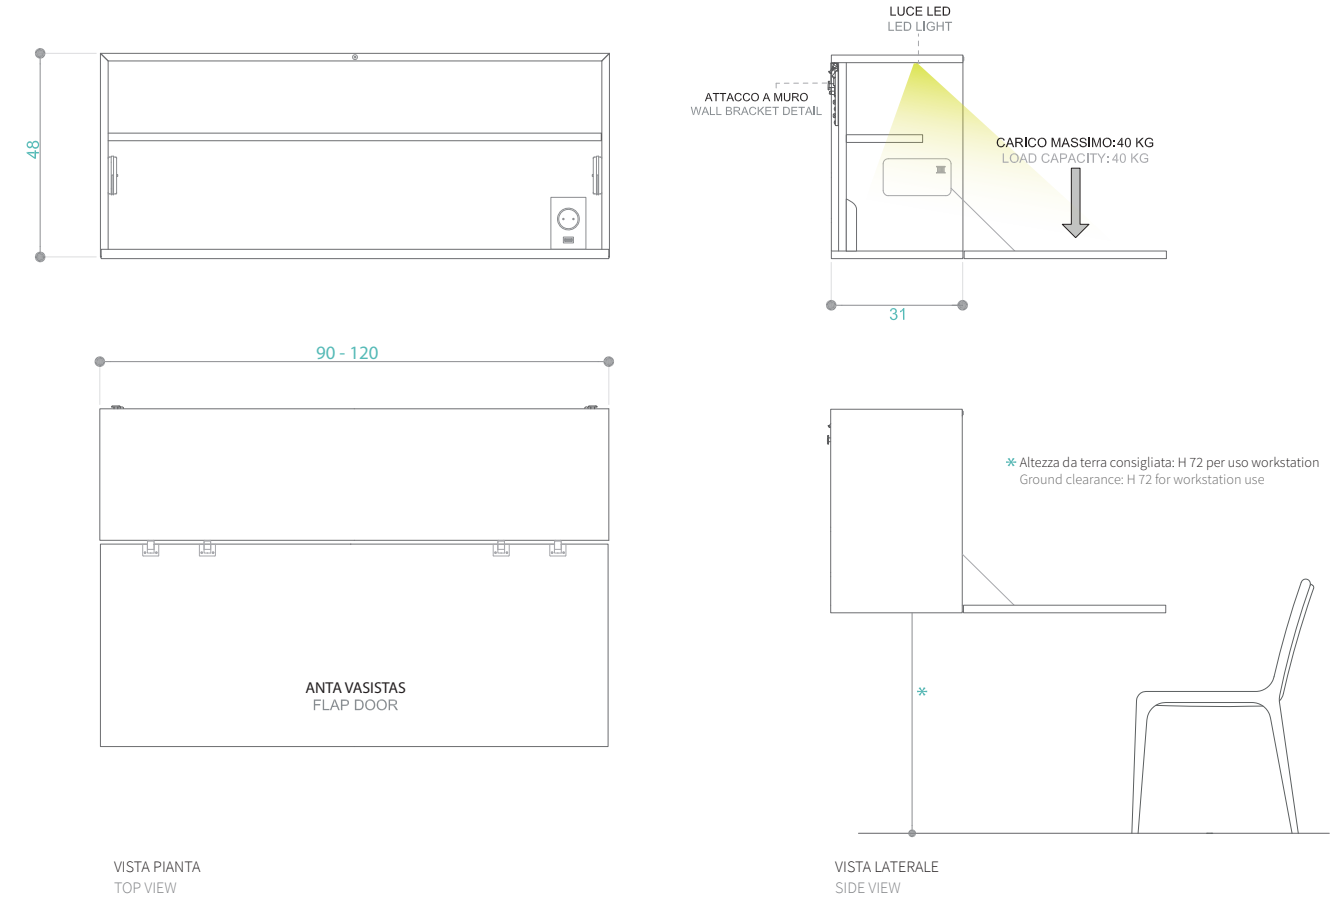 LUCE LED
LED LIGHT
ATTACCO A MURO
WALL BRACKET DETAIL
CARICO MASSIMO: 40 KG
LOAD CAPACITY: 40 KG
48
31
90 - 120
* Altezza da terra consigliata: H 72 per uso workstation
Ground clearance: H 72 for workstation use
ANTA VASISTAS
FLAP DOOR
*
VISTA PIANTA
TOP VIEW
VISTA LATERALE
SIDE VIEW